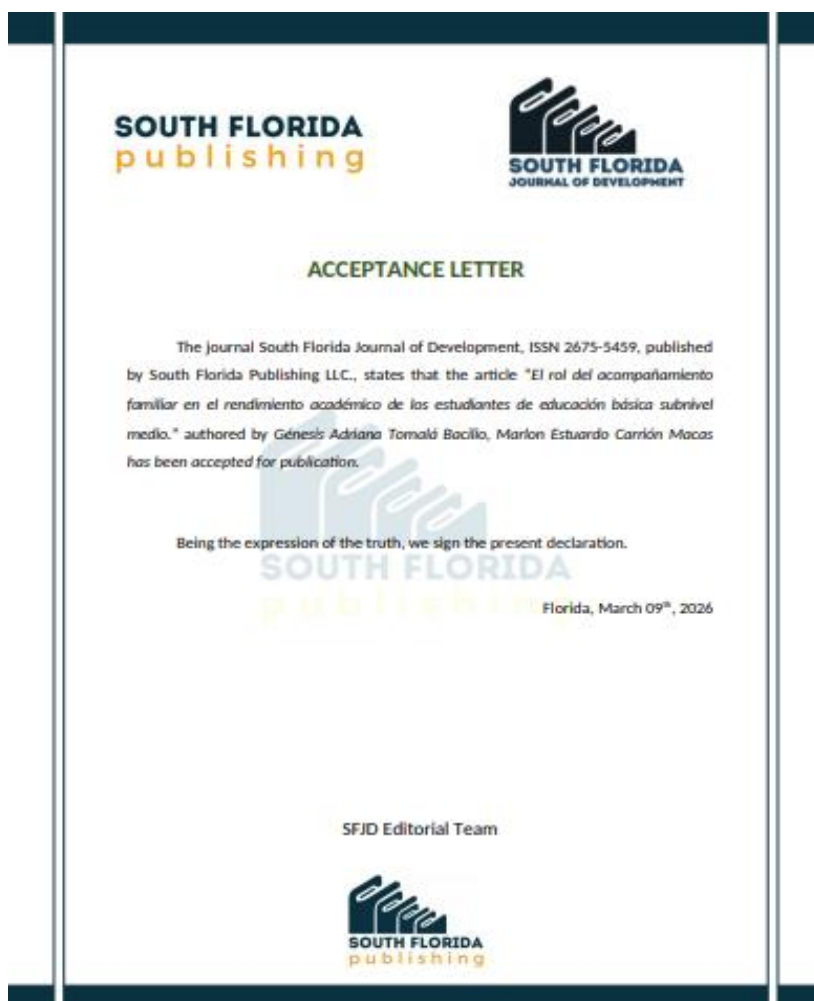 SOUTH FLORIDA
publishing
SOUTH FLORIDA
JOURNAL OF DEVELOPMENT
ACCEPTANCE LETTER
The journal South Florida Journal of Development, ISSN 2675-5459, published
by South Florida Publishing LLC., states that the article "El rol del acompañamiento
familiar en el rendimiento académico de los estudiantes de educación básica subnivel
medio." authored by Génesis Adriana Tomalá Bacilio, Marlon Estuardo Carrión Macas
has been accepted for publication.
Being the expression of the truth, we sign the present declaration.
SOUTH FLORIDA
publishing
Florida, March 09th, 2026
SFJD Editorial Team
SOUTH FLORIDA
publishing